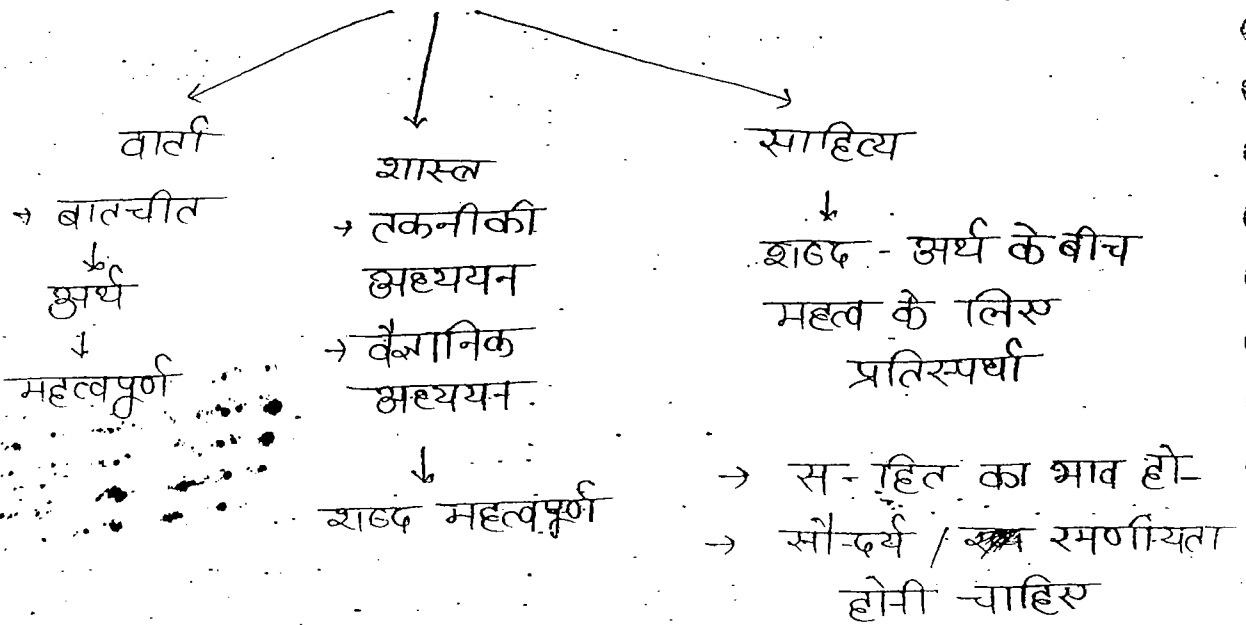 वार्ता
→ बातचीत
↓
अर्थ
↓
महत्वपूर्ण
शास्त्र
→ तकनीकी
अध्ययन
→ वैज्ञानिक
अध्ययन
↓
शब्द महत्वपूर्ण
साहित्य
↓
शब्द - अर्थ के बीच
महत्व के लिए
प्रतिस्पर्धा
→ स-हित का भाव हो-
→ सौन्दर्य / रमणीयता
होनी चाहिए